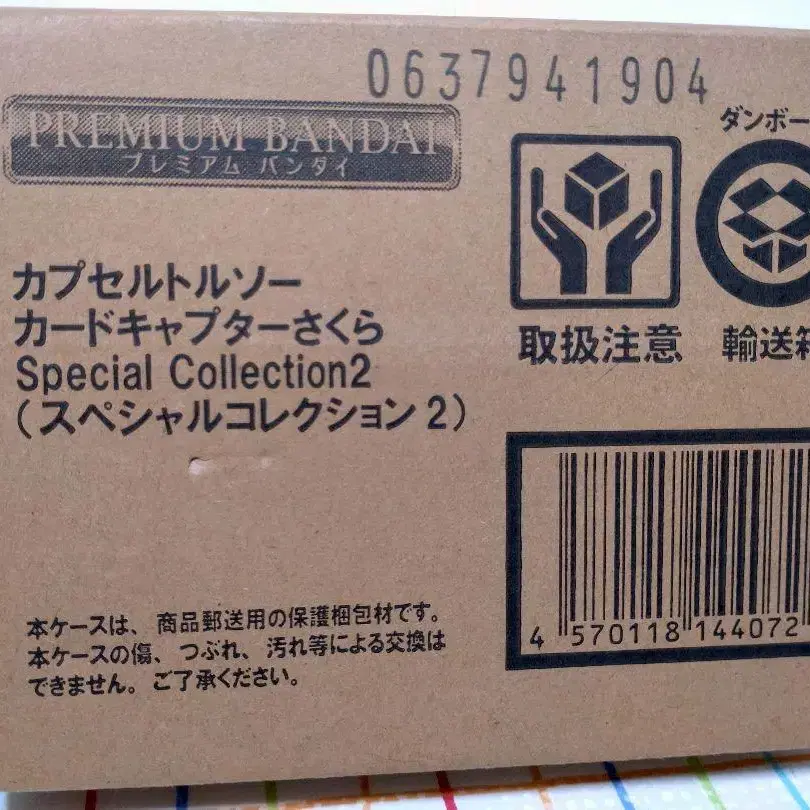 0637941904
PREMIUM BANDAI
プレミアム バンダイ
カプセルトルソー
カードキャプターさくら
Special Collection2
(スペシャルコレクション2)
ダンボー
取扱注意
輸送
4 570118 144072
本ケースは、商品郵送用の保護梱包材です。
本ケースの傷、つぶれ、汚れ等による交換は
できません。ご了承ください。